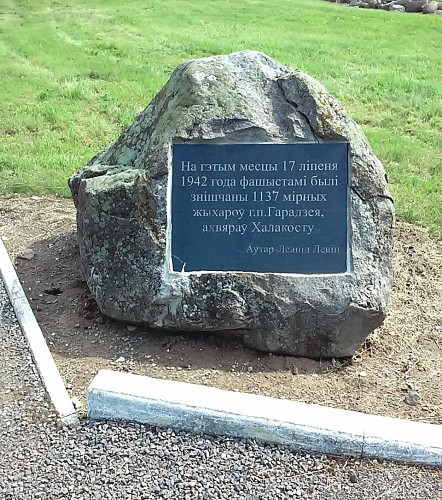 На гэтым месцы 17 ліпеня
1942 года фашыстамі былі
знішчаны 1137 мірных
жыхароў г.п.Гарадзея,
ахвяраў Халакосту
Аўтар Леанід Левін